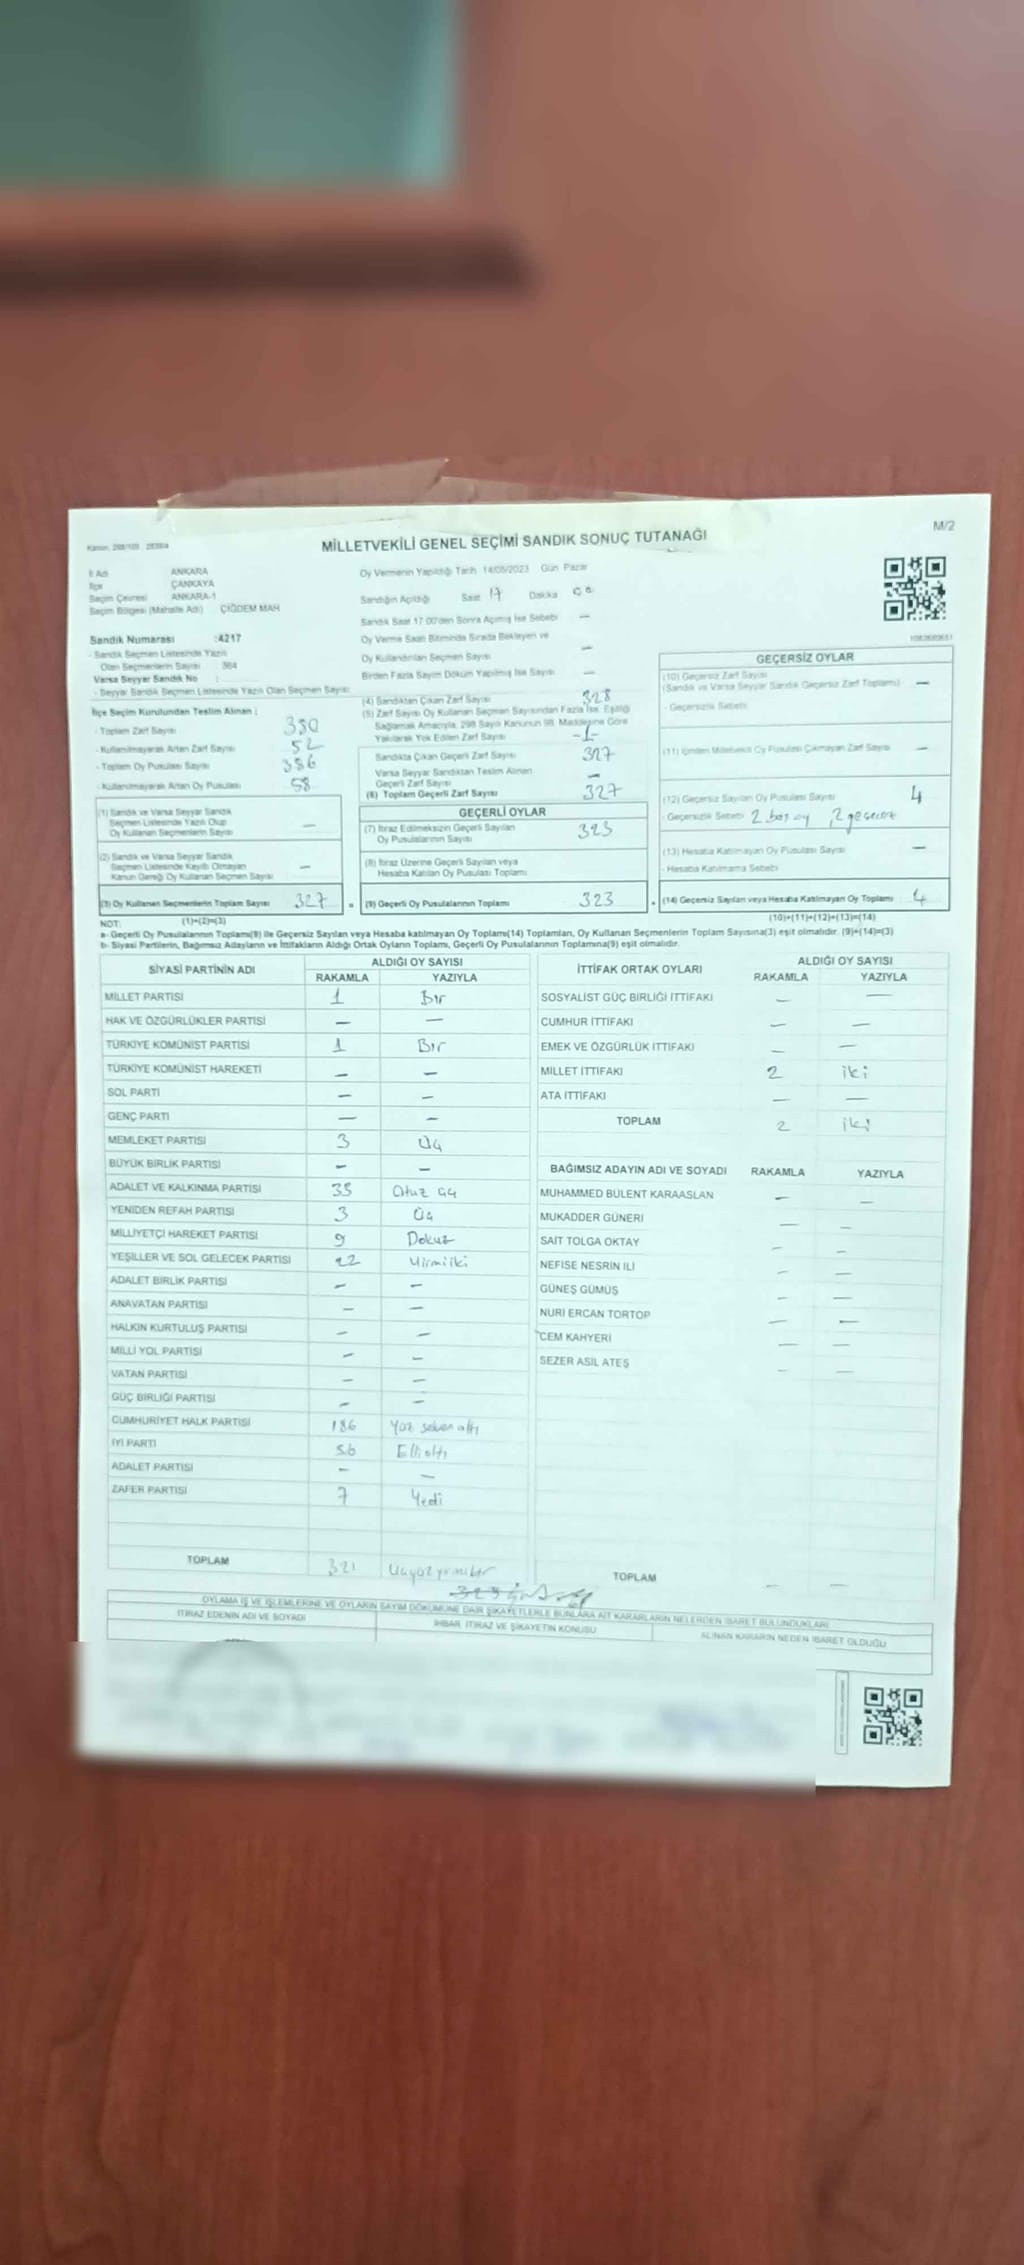 M/2
MİLLETVEKİLİ GENEL SEÇİMİ SANDIK SONUÇ TUTANAĞI
İl Adı ANKARA
İlçe ÇANKAYA
Seçim Çevresi ANKARA-1
Seçim Bölgesi (Mahalle Adı) ÇİĞDEM MAH
Sandık Numarası :4217
- Sandık Seçmen Listesinde Yazılı
Olan Seçmenlerin Sayısı : 364
Varsa Seyyar Sandık No :
- Seyyar Sandık Seçmen Listesinde Yazılı Olan Seçmen Sayısı
Oy Vermenin Yapıldığı Tarih 14/05/2023 Gün Pazar
Sandığın Açıldığı Saat 17 Dakika 00
Sandık Saat 17:00'den Sonra Açılmış İse Sebebi —
Oy Verme Saati Bitiminde Sırada Bekleyen ve
Oy Kullandırılan Seçmen Sayısı —
Birden Fazla Sayım Döküm Yapılmış İse Sayısı —
İlçe Seçim Kurulundan Teslim Alınan ;
- Toplam Zarf Sayısı 380
- Kullanılmayarak Artan Zarf Sayısı 52
- Toplam Oy Pusulası Sayısı 386
- Kullanılmayarak Artan Oy Pusulası 58
(1) Sandık ve Varsa Seyyar Sandık
Seçmen Listesinde Yazılı Olup
Oy Kullanan Seçmenlerin Sayısı —
(2) Sandık ve Varsa Seyyar Sandık
Seçmen Listesinde Kayıtlı Olmayan
Kanun Gereği Oy Kullanan Seçmen Sayısı —
(3) Oy Kullanan Seçmenlerin Toplam Sayısı 327
(1)+(2)=(3)
(4) Sandıktan Çıkan Zarf Sayısı 328
(5) Zarf Sayısı Oy Kullanan Seçmen Sayısından Fazla İse, Eşitliği
Sağlamak Amacıyla, 298 Sayılı Kanunun 98. Maddesine Göre
Yakılarak Yok Edilen Zarf Sayısı -1-
Sandıkta Çıkan Geçerli Zarf Sayısı 327
Varsa Seyyar Sandıktan Teslim Alınan
Geçerli Zarf Sayısı —
(6) Toplam Geçerli Zarf Sayısı 327
GEÇERLİ OYLAR
(7) İtiraz Edilmeksizin Geçerli Sayılan
Oy Pusulalarının Sayısı 323
(8) İtiraz Üzerine Geçerli Sayılan veya
Hesaba Katılan Oy Pusulası Toplamı
= (9) Geçerli Oy Pusulalarının Toplamı 323
GEÇERSİZ OYLAR
(10) Geçersiz Zarf Sayısı
(Sandık ve Varsa Seyyar Sandık Geçersiz Zarf Toplamı) —
- Geçersizlik Sebebi
(11) İçinden Milletvekili Oy Pusulası Çıkmayan Zarf Sayısı —
(12) Geçersiz Sayılan Oy Pusulası Sayısı 4
- Geçersizlik Sebebi 2 boş oy, 2 geçersiz
(13) Hesaba Katılmayan Oy Pusulası Sayısı —
- Hesaba Katılmama Sebebi
+ (14) Geçersiz Sayılan veya Hesaba Katılmayan Oy Toplamı 4
(10)+(11)+(12)+(13)=(14)
NOT:
a- Geçerli Oy Pusulalarının Toplamı(9) ile Geçersiz Sayılan veya Hesaba katılmayan Oy Toplamı(14) Toplamları, Oy Kullanan Seçmenlerin Toplam Sayısına(3) eşit olmalıdır. (9)+(14)=(3)
b- Siyasi Partilerin, Bağımsız Adayların ve İttifakların Aldığı Ortak Oyların Toplamı, Geçerli Oy Pusulalarının Toplamına(9) eşit olmalıdır.
SİYASİ PARTİNİN ADI ALDIĞI OY SAYISI
RAKAMLA YAZIYLA
MİLLET PARTİSİ 1 Bir
HAK VE ÖZGÜRLÜKLER PARTİSİ — —
TÜRKİYE KOMÜNİST PARTİSİ 1 Bir
TÜRKİYE KOMÜNİST HAREKETİ — —
SOL PARTİ — —
GENÇ PARTİ — —
MEMLEKET PARTİSİ 3 Üç
BÜYÜK BİRLİK PARTİSİ — —
ADALET VE KALKINMA PARTİSİ 33 Otuz üç
YENİDEN REFAH PARTİSİ 3 Üç
MİLLİYETÇİ HAREKET PARTİSİ 9 Dokuz
YEŞİLLER VE SOL GELECEK PARTİSİ 22 Yirmiiki
ADALET BİRLİK PARTİSİ — —
ANAVATAN PARTİSİ — —
HALKIN KURTULUŞ PARTİSİ — —
MİLLİ YOL PARTİSİ — —
VATAN PARTİSİ — —
GÜÇ BİRLİĞİ PARTİSİ — —
CUMHURİYET HALK PARTİSİ 186 Yüz seksen altı
İYİ PARTİ 56 Elli altı
ADALET PARTİSİ — —
ZAFER PARTİSİ 7 Yedi
TOPLAM 321 Üçyüzyirmibir
323
İTTİFAK ORTAK OYLARI ALDIĞI OY SAYISI
RAKAMLA YAZIYLA
SOSYALİST GÜÇ BİRLİĞİ İTTİFAKI — —
CUMHUR İTTİFAKI — —
EMEK VE ÖZGÜRLÜK İTTİFAKI — —
MİLLET İTTİFAKI 2 iki
ATA İTTİFAKI — —
TOPLAM 2 iki
BAĞIMSIZ ADAYIN ADI VE SOYADI RAKAMLA YAZIYLA
MUHAMMED BÜLENT KARAASLAN — —
MUKADDER GÜNERİ — —
SAİT TOLGA OKTAY — —
NEFİSE NESRİN İLİ — —
GÜNEŞ GÜMÜŞ — —
NURİ ERCAN TORTOP — —
CEM KAHYERİ — —
SEZER ASIL ATEŞ — —
TOPLAM — —
OYLAMA İŞ VE İŞLEMLERİNE VE OYLARIN SAYIM DÖKÜMÜNE DAİR ŞİKAYETLERLE BUNLARA AİT KARARLARIN NELERDEN İBARET BULUNDUKLARI
İTİRAZ EDENİN ADI VE SOYADI
İHBAR, İTİRAZ VE ŞİKAYETİN KONUSU
ALINAN KARARIN NEDEN İBARET OLDUĞU